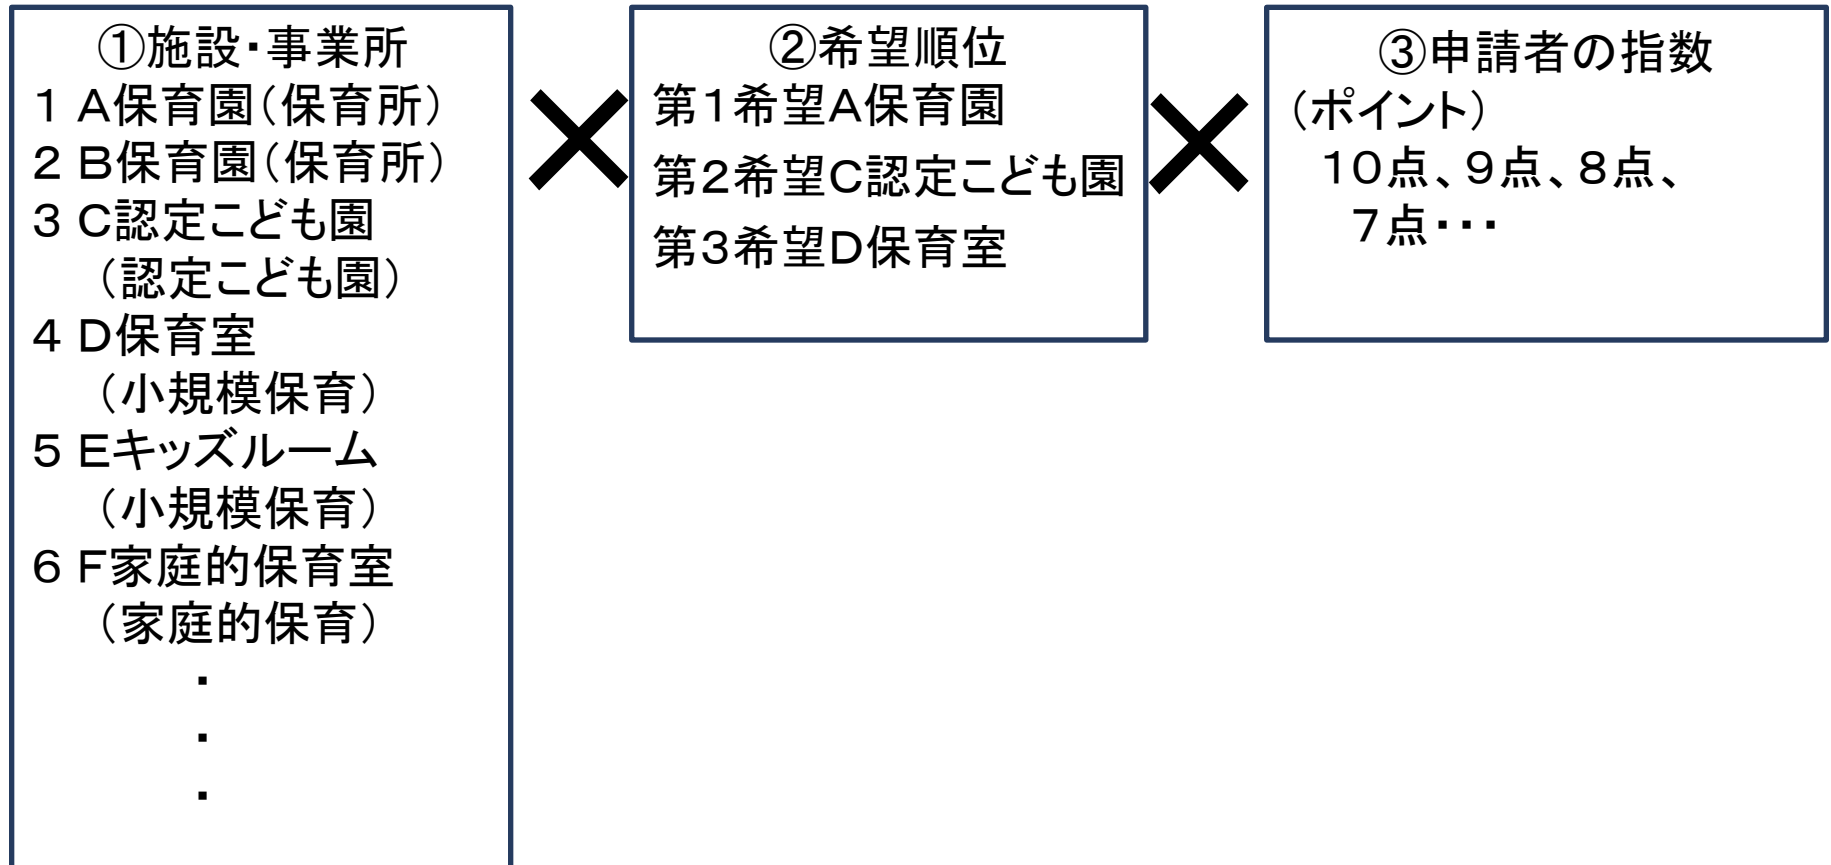 ①施設・事業所
1 A保育園(保育所)
2 B保育園(保育所)
3 C認定こども園
(認定こども園)
4 D保育室
(小規模保育)
5 Eキッズルーム
(小規模保育)
6 F家庭的保育室
(家庭的保育)
・
・
・
×
②希望順位
第1希望A保育園
第2希望C認定こども園
第3希望D保育室
×
③申請者の指数
(ポイント)
10点、9点、8点、
7点・・・